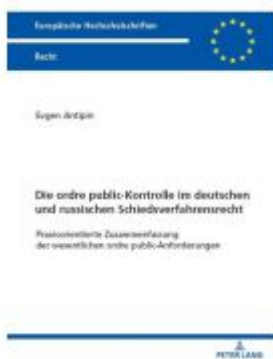 Europäische Hochschulschriften
Recht
Eugen Antipin
Die ordre public-Kontrolle im deutschen
und russischen Schiedsverfahrensrecht
Praxisorientierte Zusammenfassung
der wesentlichen ordre public-Anforderungen
PETER LANG